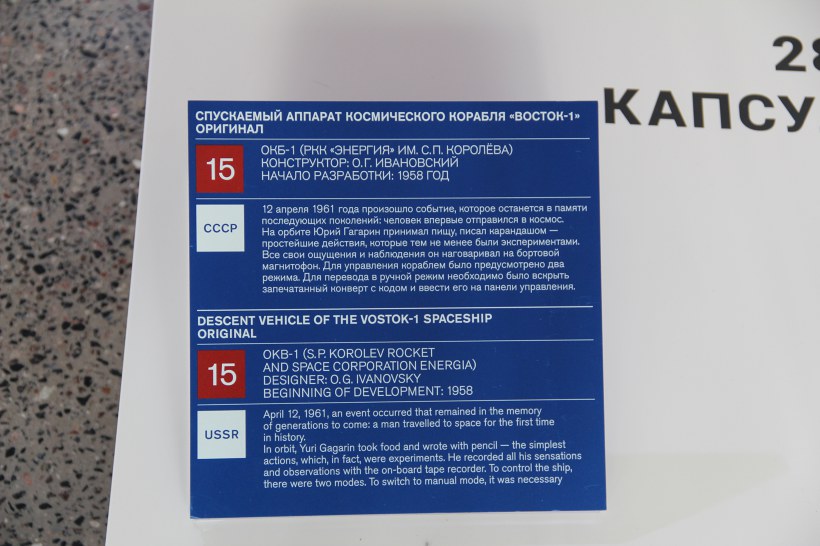 28
КАПСУ
СПУСКАЕМЫЙ АППАРАТ КОСМИЧЕСКОГО КОРАБЛЯ «ВОСТОК-1»
ОРИГИНАЛ
15
ОКБ-1 (РКК «ЭНЕРГИЯ» ИМ. С.П. КОРОЛЁВА)
КОНСТРУКТОР: О.Г. ИВАНОВСКИЙ
НАЧАЛО РАЗРАБОТКИ: 1958 ГОД
СССР
12 апреля 1961 года произошло событие, которое останется в памяти
последующих поколений: человек впервые отправился в космос.
На орбите Юрий Гагарин принимал пищу, писал карандашом —
простейшие действия, которые тем не менее были экспериментами.
Все свои ощущения и наблюдения он наговаривал на бортовой
магнитофон. Для управления кораблем было предусмотрено два
режима. Для перевода в ручной режим необходимо было вскрыть
запечатанный конверт с кодом и ввести его на панели управления.
DESCENT VEHICLE OF THE VOSTOK-1 SPACESHIP
ORIGINAL
15
OKB-1 (S.P. KOROLEV ROCKET
AND SPACE CORPORATION ENERGIA)
DESIGNER: O.G. IVANOVSKY
BEGINNING OF DEVELOPMENT: 1958
USSR
April 12, 1961, an event occurred that remained in the memory
of generations to come: a man travelled to space for the first time
in history.
In orbit, Yuri Gagarin took food and wrote with pencil — the simplest
actions, which, in fact, were experiments. He recorded all his sensations
and observations with the on-board tape recorder. To control the ship,
there were two modes. To switch to manual mode, it was necessary